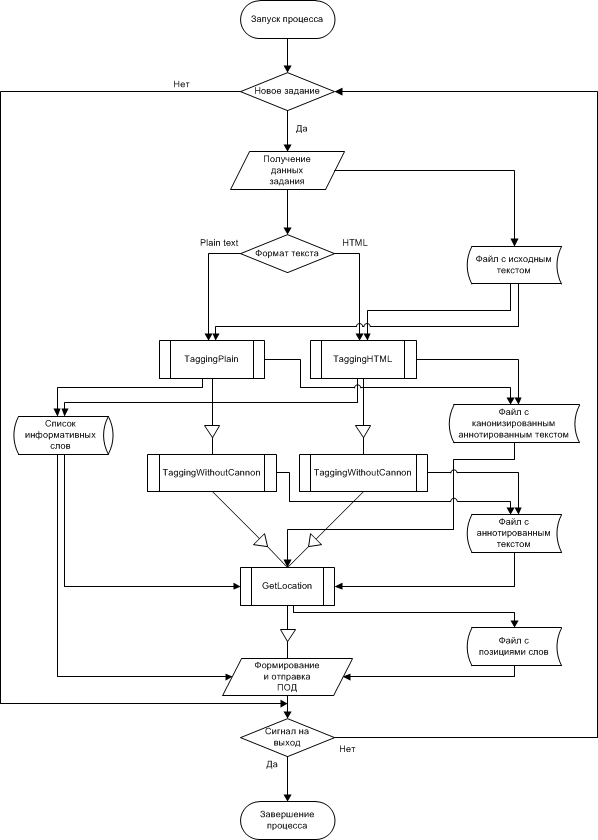 Запуск процесса
Нет
Новое задание
Да
Получение
данных
задания
Plain text
HTML
Формат текста
Файл с исходным
текстом
TaggingPlain
TaggingHTML
Список
информативных
слов
Файл с
канонизированным
аннотированным текстом
TaggingWithoutCannon
TaggingWithoutCannon
Файл с
аннотированным
текстом
GetLocation
Файл с
позициями слов
Формирование
и отправка
ПОД
Сигнал на
выход
Нет
Да
Завершение
процесса